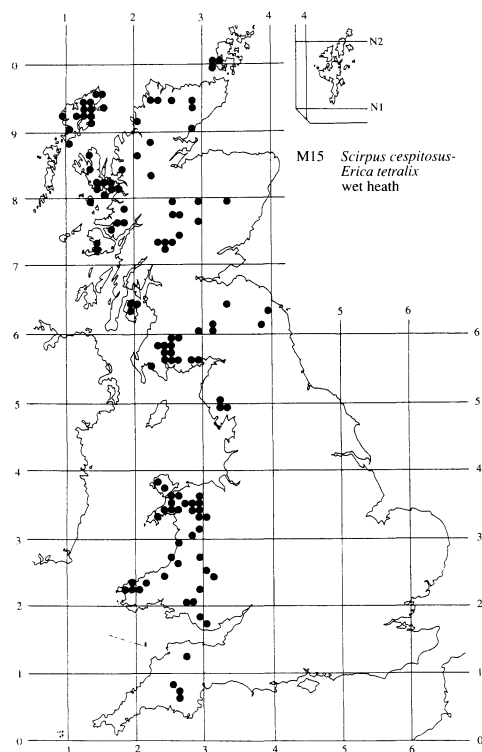 1 2 3 4 4
N2
0
N1
9
M15 Scirpus cespitosus-
Erica tetralix
wet heath
8
7
5 6
6 6
5 5
4 4
3 3
2 2
1 1
0 0
1 2 3 4 5 6